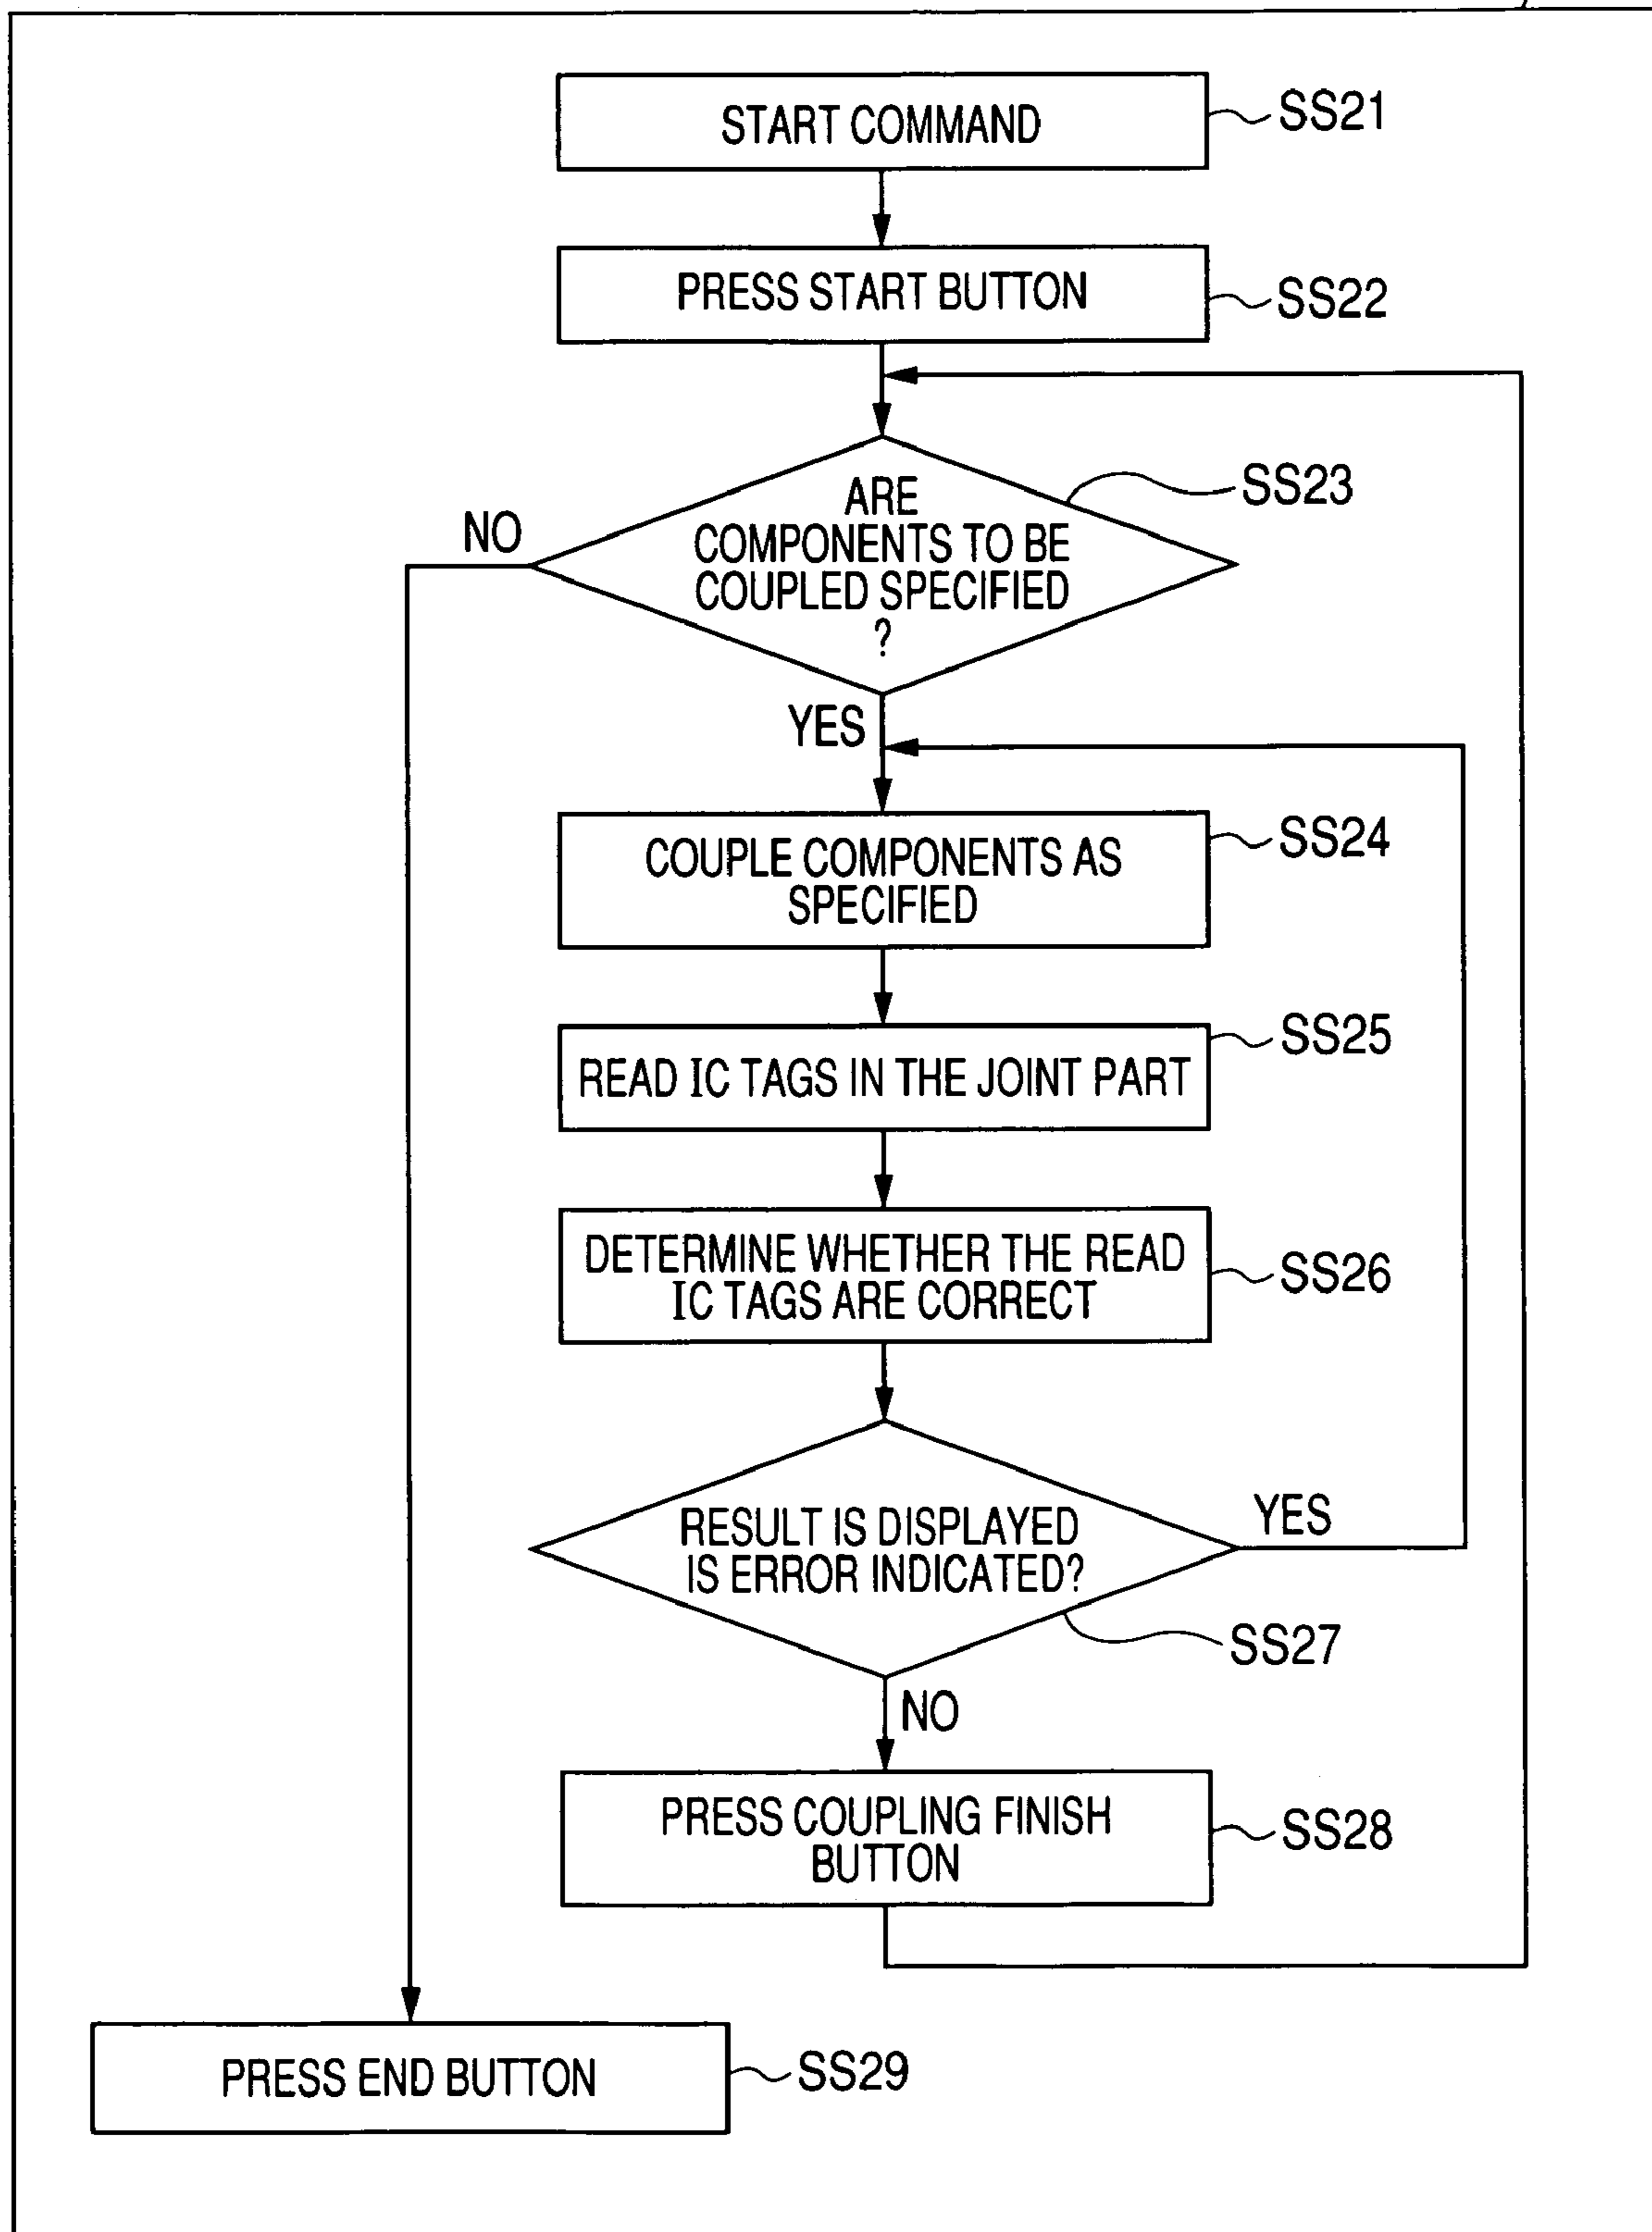 START COMMAND
SS21
PRESS START BUTTON
SS22
ARE
COMPONENTS TO BE
COUPLED SPECIFIED
?
SS23
NO
YES
COUPLE COMPONENTS AS
SPECIFIED
SS24
READ IC TAGS IN THE JOINT PART
SS25
DETERMINE WHETHER THE READ
IC TAGS ARE CORRECT
SS26
RESULT IS DISPLAYED
IS ERROR INDICATED?
YES
SS27
NO
PRESS COUPLING FINISH
BUTTON
SS28
PRESS END BUTTON
SS29